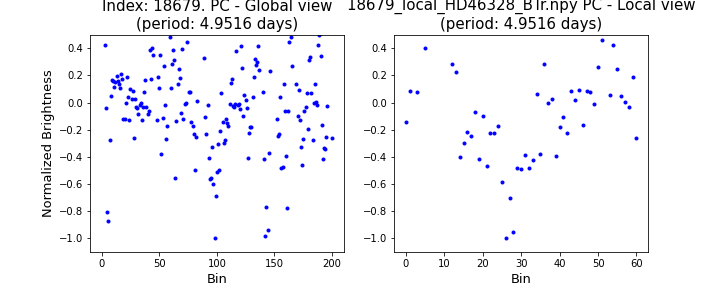 Index: 18679. PC - Global view
(period: 4.9516 days)
18679_local_HD46328_BTr.npy PC - Local view
(period: 4.9516 days)
Normalized Brightness
0.4
0.2
0.0
−0.2
−0.4
−0.6
−0.8
−1.0
0 50 100 150 200
Bin
0.4
0.2
0.0
−0.2
−0.4
−0.6
−0.8
−1.0
0 10 20 30 40 50 60
Bin